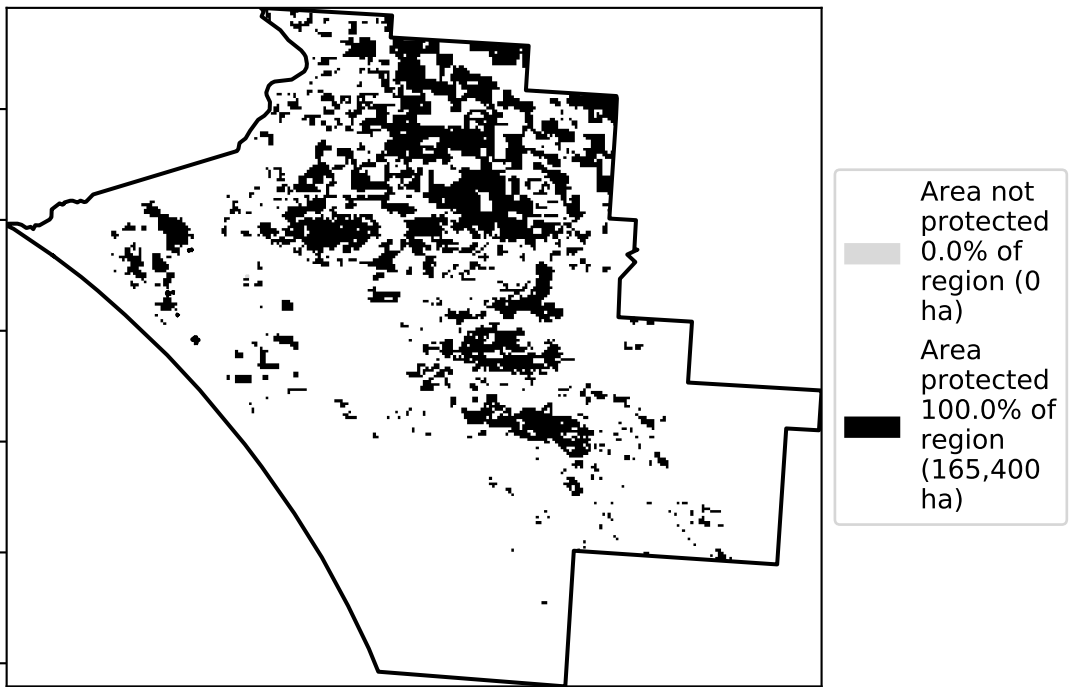 Area not
protected
0.0% of
region (0
ha)
Area
protected
100.0% of
region
(165,400
ha)